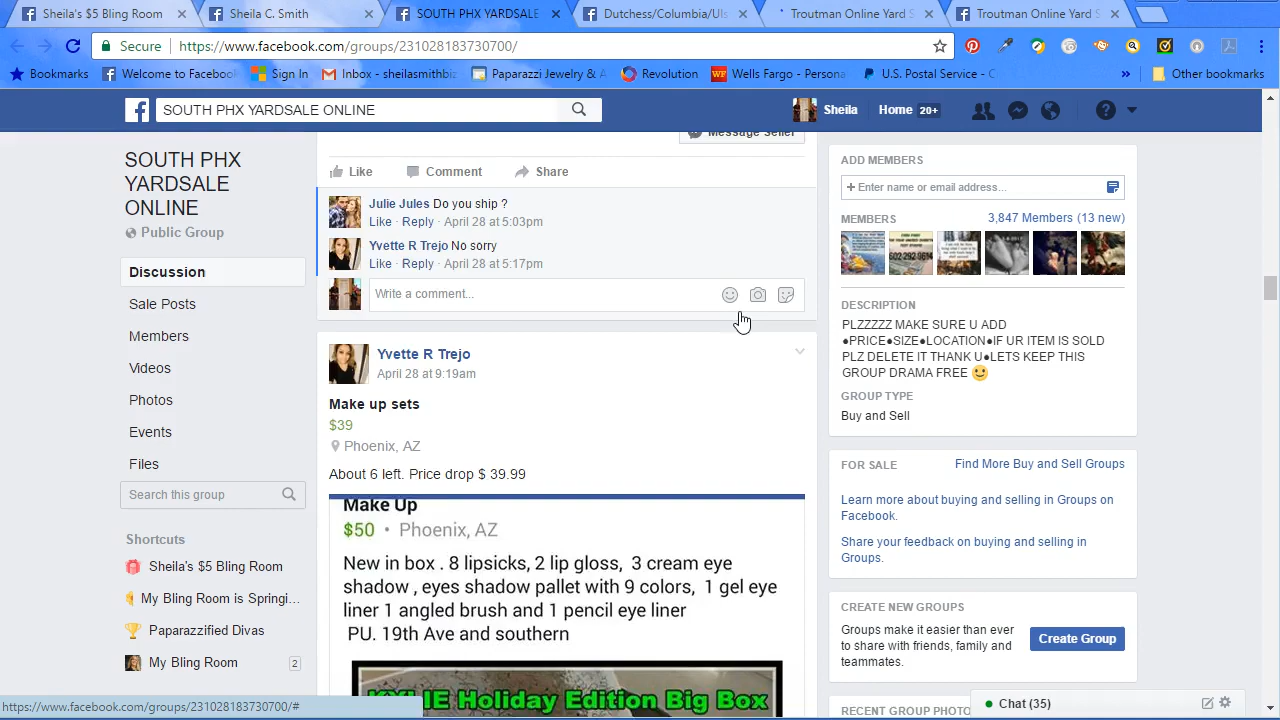 Sheila's $5 Bling Room
Sheila C. Smith
SOUTH PHX YARDSALE
Dutchess/Columbia/Uls
Troutman Online Yard S
Troutman Online Yard S
Secure
https://www.facebook.com/groups/231028183730700/
Bookmarks
Welcome to Facebook
Sign In
Inbox - sheilasmithbiz
Paparazzi Jewelry & A
Revolution
Wells Fargo - Persona
U.S. Postal Service - C
»
Other bookmarks
SOUTH PHX YARDSALE ONLINE
Sheila
Home 20+
SOUTH PHX
YARDSALE
ONLINE
Public Group
Discussion
Sale Posts
Members
Videos
Photos
Events
Files
Search this group
Shortcuts
Sheila's $5 Bling Room
My Bling Room is Springi...
Paparazzified Divas
My Bling Room 2
Message Seller
Like Comment Share
Julie Jules Do you ship ?
Like · Reply · April 28 at 5:03pm
Yvette R Trejo No sorry
Like · Reply · April 28 at 5:17pm
Write a comment...
Yvette R Trejo
April 28 at 9:19am
Make up sets
$39
Phoenix, AZ
About 6 left. Price drop $ 39.99
Make Up
$50 • Phoenix, AZ
New in box . 8 lipsicks, 2 lip gloss, 3 cream eye
shadow , eyes shadow pallet with 9 colors, 1 gel eye
liner 1 angled brush and 1 pencil eye liner
PU. 19th Ave and southern
KYLIE Holiday Edition Big Box
ADD MEMBERS
+ Enter name or email address...
MEMBERS
3,847 Members (13 new)
DESCRIPTION
PLZZZZZ MAKE SURE U ADD
●PRICE●SIZE●LOCATION●IF UR ITEM IS SOLD
PLZ DELETE IT THANK U●LETS KEEP THIS
GROUP DRAMA FREE
GROUP TYPE
Buy and Sell
FOR SALE
Find More Buy and Sell Groups
Learn more about buying and selling in Groups on
Facebook.
Share your feedback on buying and selling in
Groups.
CREATE NEW GROUPS
Groups make it easier than ever
to share with friends, family and
teammates.
Create Group
RECENT GROUP PHOTO
Chat (35)
https://www.facebook.com/groups/231028183730700/#